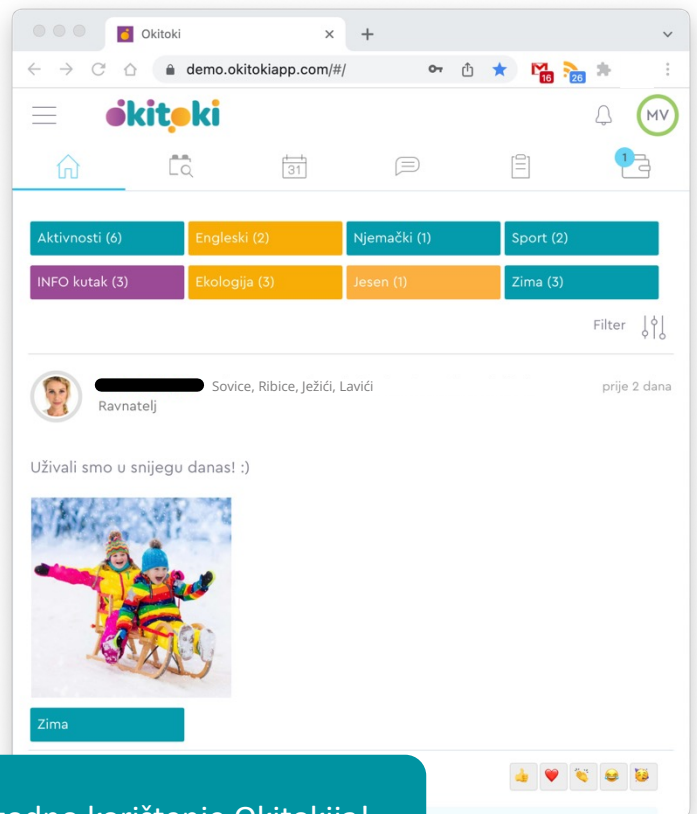 Okitoki
demo.okitokiapp.com/#/
16
26
okitoki
MV
31
1
Aktivnosti (6)
Engleski (2)
Njemački (1)
Sport (2)
INFO kutak (3)
Ekologija (3)
Jesen (1)
Zima (3)
Filter
Sovice, Ribice, Ježići, Lavići
prije 2 dana
Ravnatelj
Uživali smo u snijegu danas! :)
Zima
korištenje Okitokija!